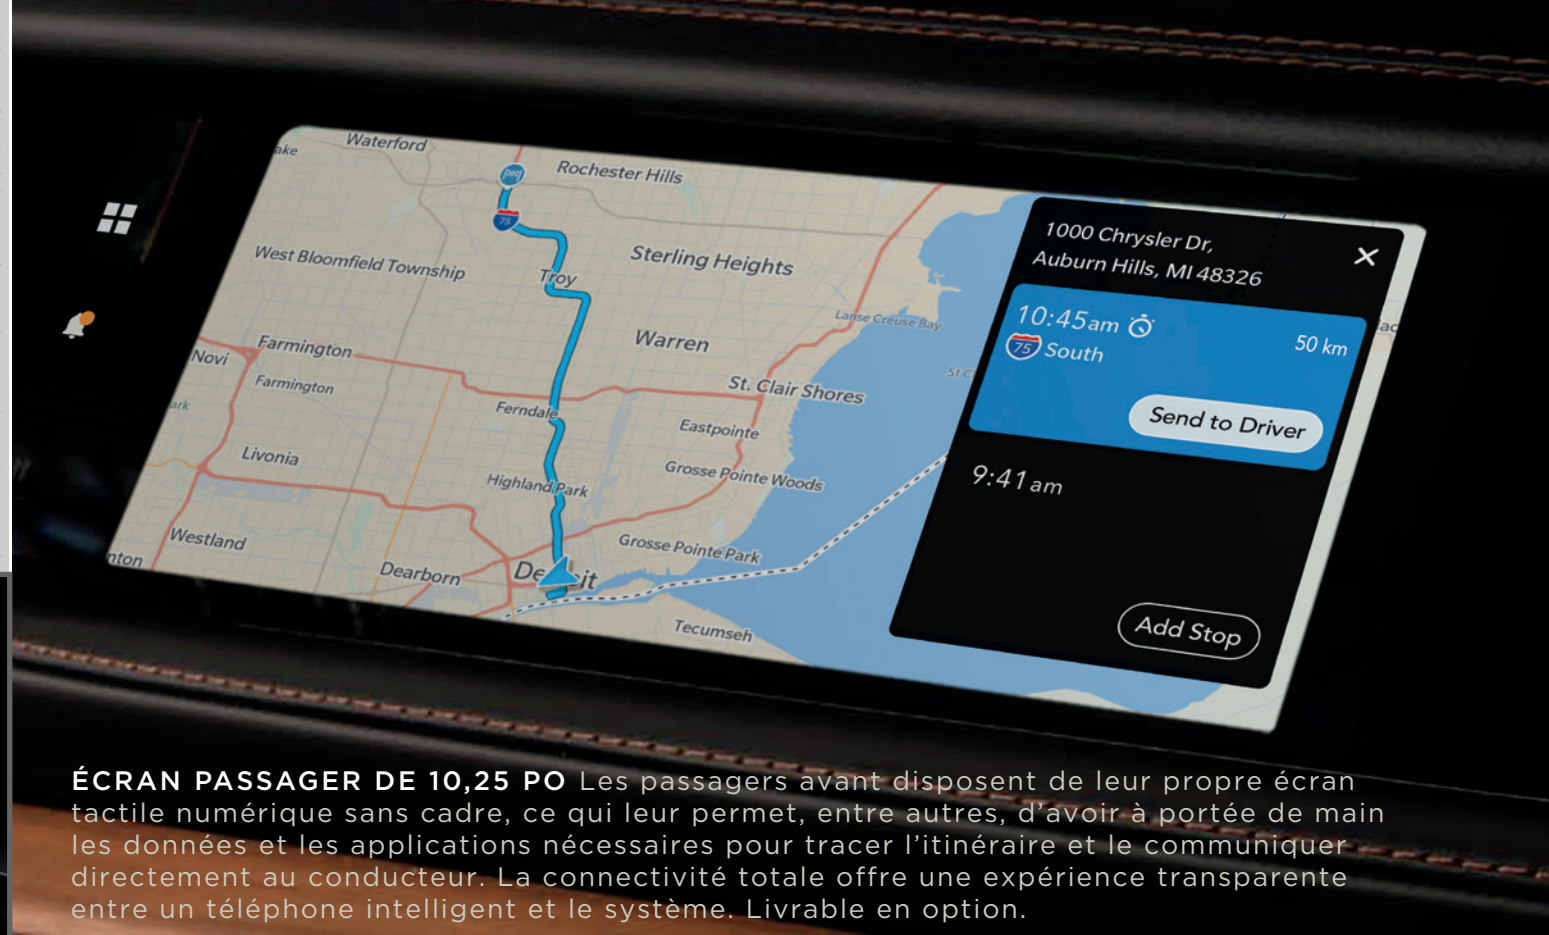 Waterford
ake
Rochester Hills
75
West Bloomfield Township
Sterling Heights
Troy
Lanse Creuse Bay
Novi
Farmington
Warren
Farmington
St. Clair Shores
ark
Ferndale
Eastpointe
Livonia
Highland Park
Grosse Pointe Woods
Westland
Grosse Pointe Park
nton
Dearborn
Tecumseh
1000 Chrysler Dr,
Auburn Hills, MI 48326
10:45am
50 km
75 South
Send to Driver
9:41am
Add Stop
ÉCRAN PASSAGER DE 10,25 PO Les passagers avant disposent de leur propre écran
tactile numérique sans cadre, ce qui leur permet, entre autres, d’avoir à portée de main
les données et les applications nécessaires pour tracer l’itinéraire et le communiquer
directement au conducteur. La connectivité totale offre une expérience transparente
entre un téléphone intelligent et le système. Livrable en option.